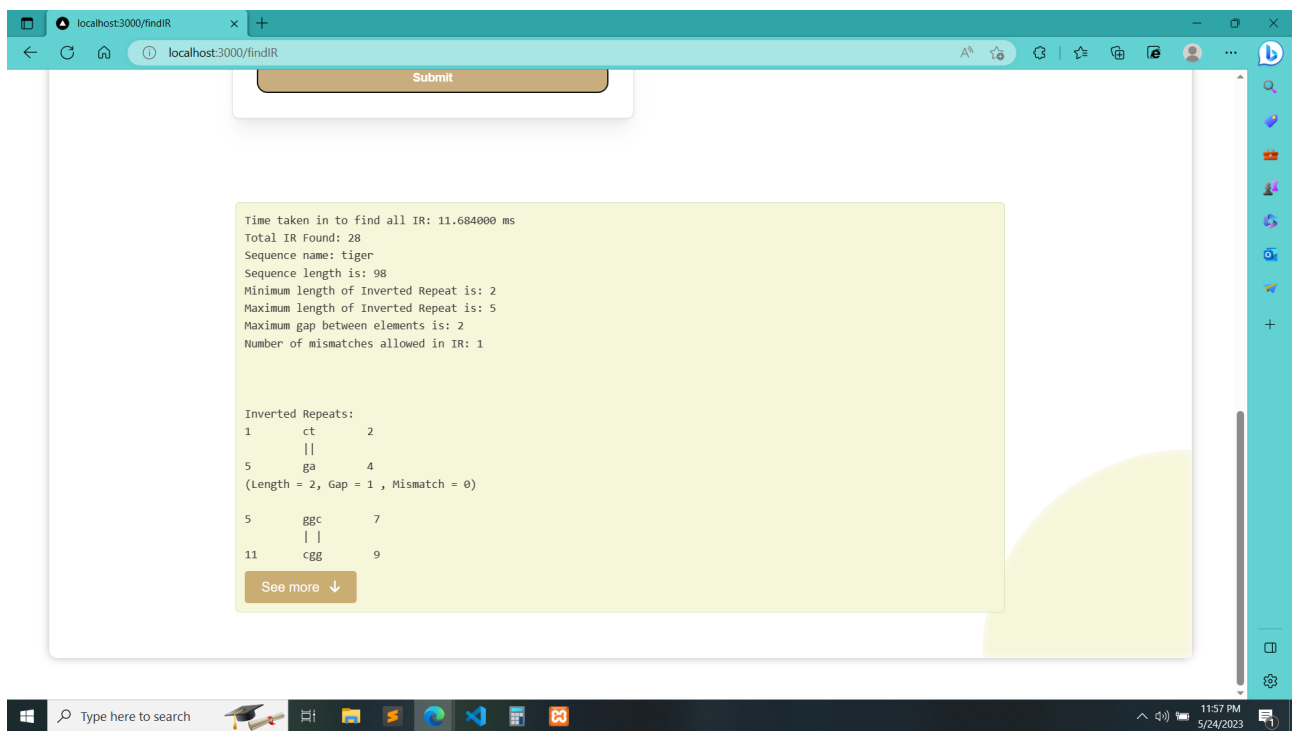 localhost:3000/findIR
localhost:3000/findIR
Submit
Time taken in to find all IR: 11.684000 ms
Total IR Found: 28
Sequence name: tiger
Sequence length is: 98
Minimum length of Inverted Repeat is: 2
Maximum length of Inverted Repeat is: 5
Maximum gap between elements is: 2
Number of mismatches allowed in IR: 1
Inverted Repeats:
1 ct 2
||
5 ga 4
(Length = 2, Gap = 1 , Mismatch = 0)
5 ggc 7
| |
11 cgg 9
See more ↓
Type here to search
11:57 PM
5/24/2023
1